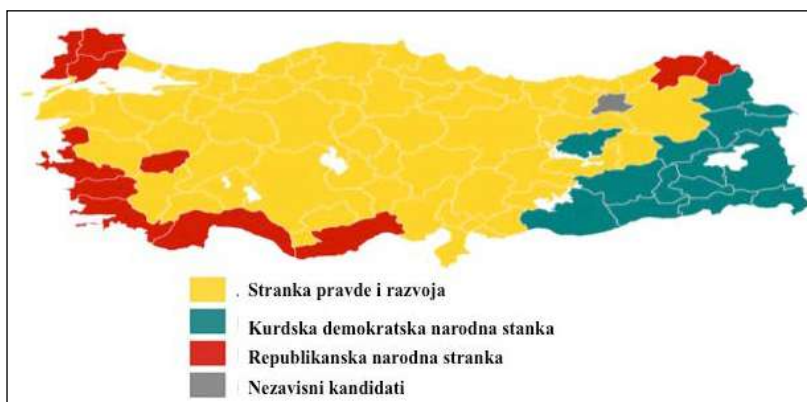 Stranka pravde i razvoja
Kurdska demokratska narodna stanka
Republikanska narodna stranka
Nezavisni kandidati